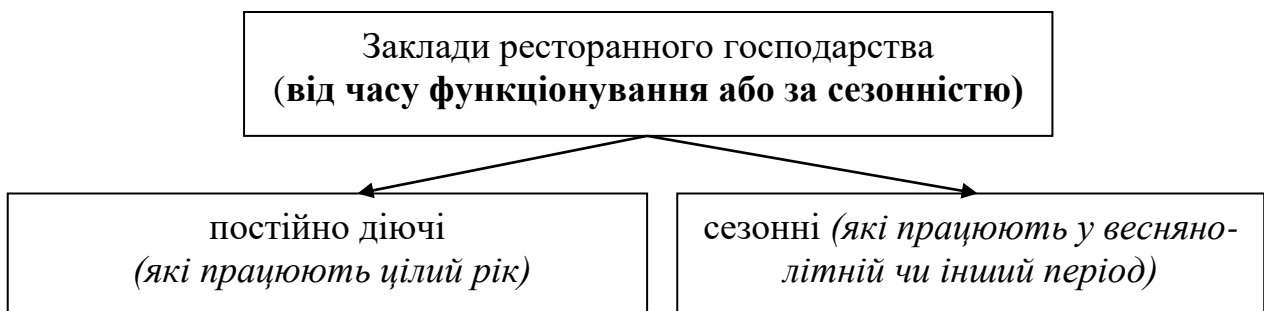 Заклади ресторанного господарства
(від часу функціонування або за сезонністю)
постійно діючі
(які працюють цілий рік)
сезонні (які працюють у весняно-
літній чи інший період)